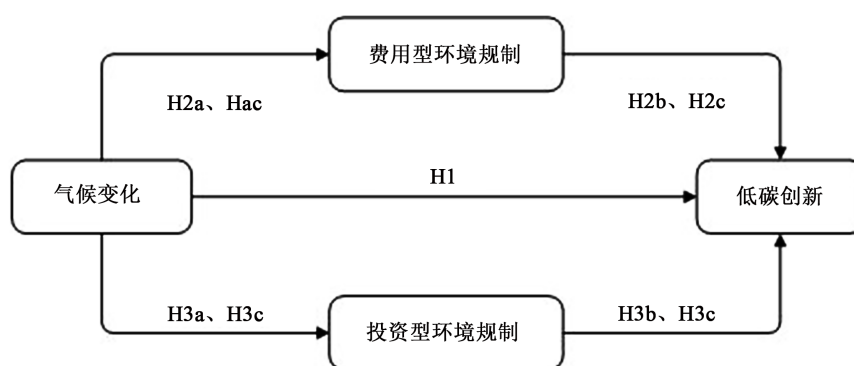 费用型环境规制
H2a、Hac
H2b、H2c
气候变化
H1
低碳创新
H3a、H3c
H3b、H3c
投资型环境规制